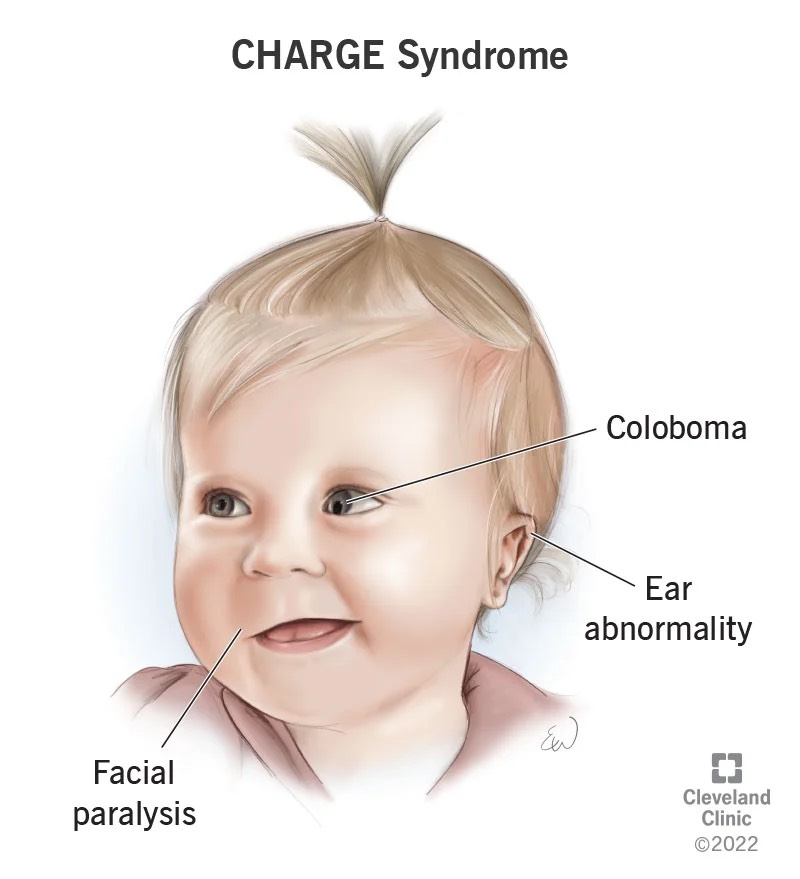 CHARGE Syndrome
Coloboma
Ear
abnormality
Facial
paralysis
Cleveland
Clinic
©2022